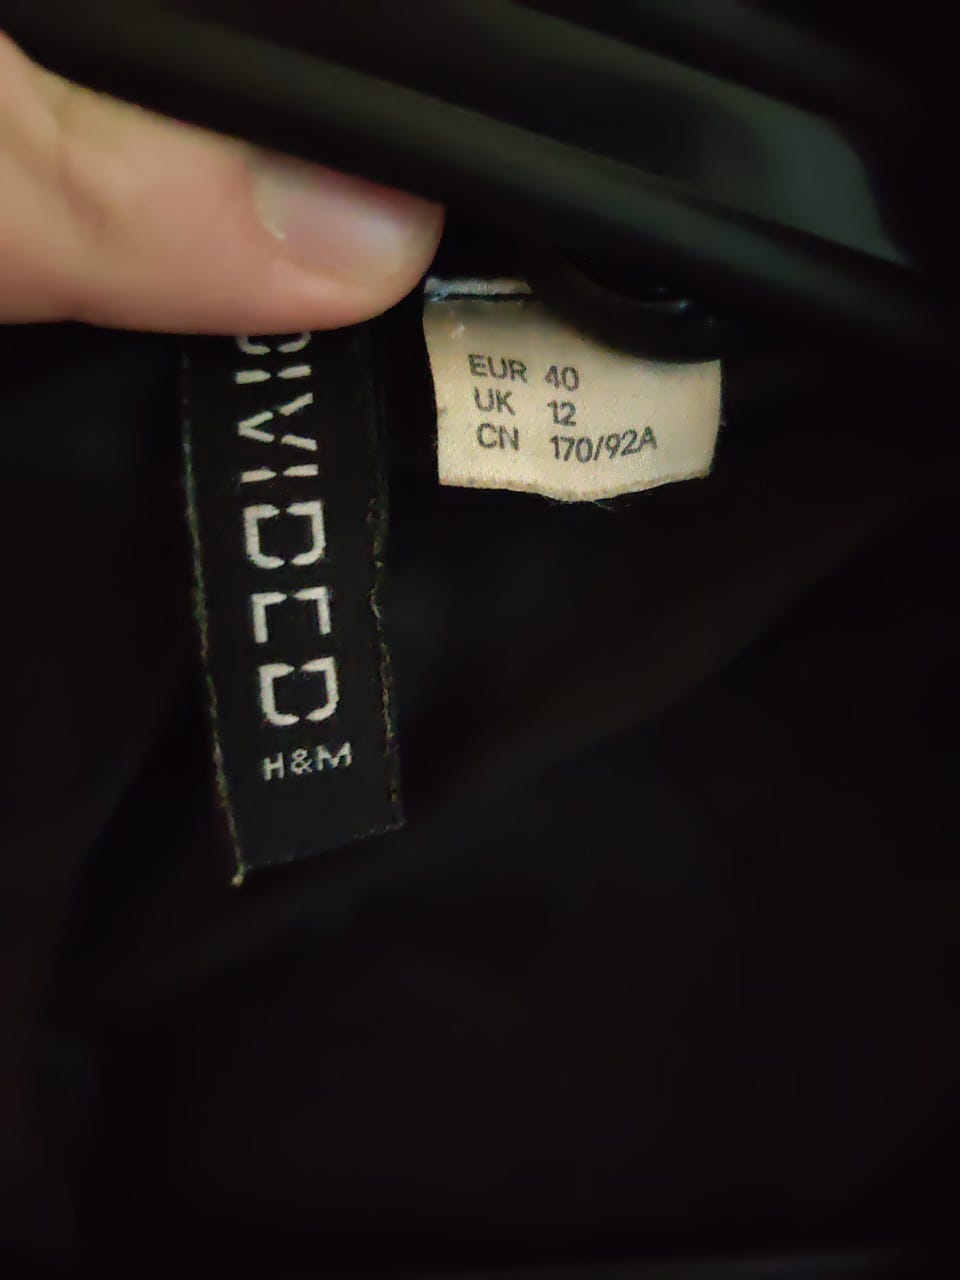 DIVIDED
H&M
EUR 40
UK 12
CN 170/92A